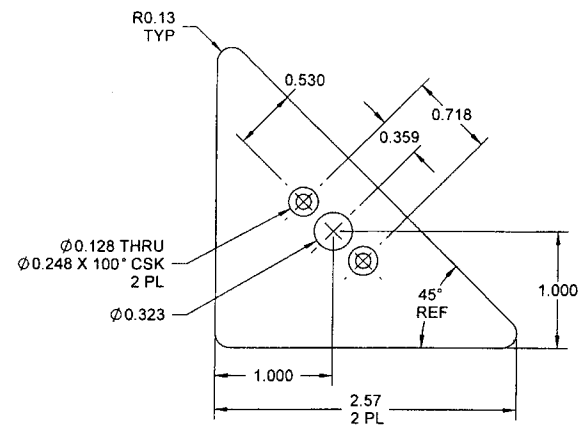 R0.13
TYP
0.530
0.718
0.359
Ø0.128 THRU
Ø0.248 X 100° CSK
2 PL
Ø0.323
45°
REF
1.000
1.000
2.57
2 PL